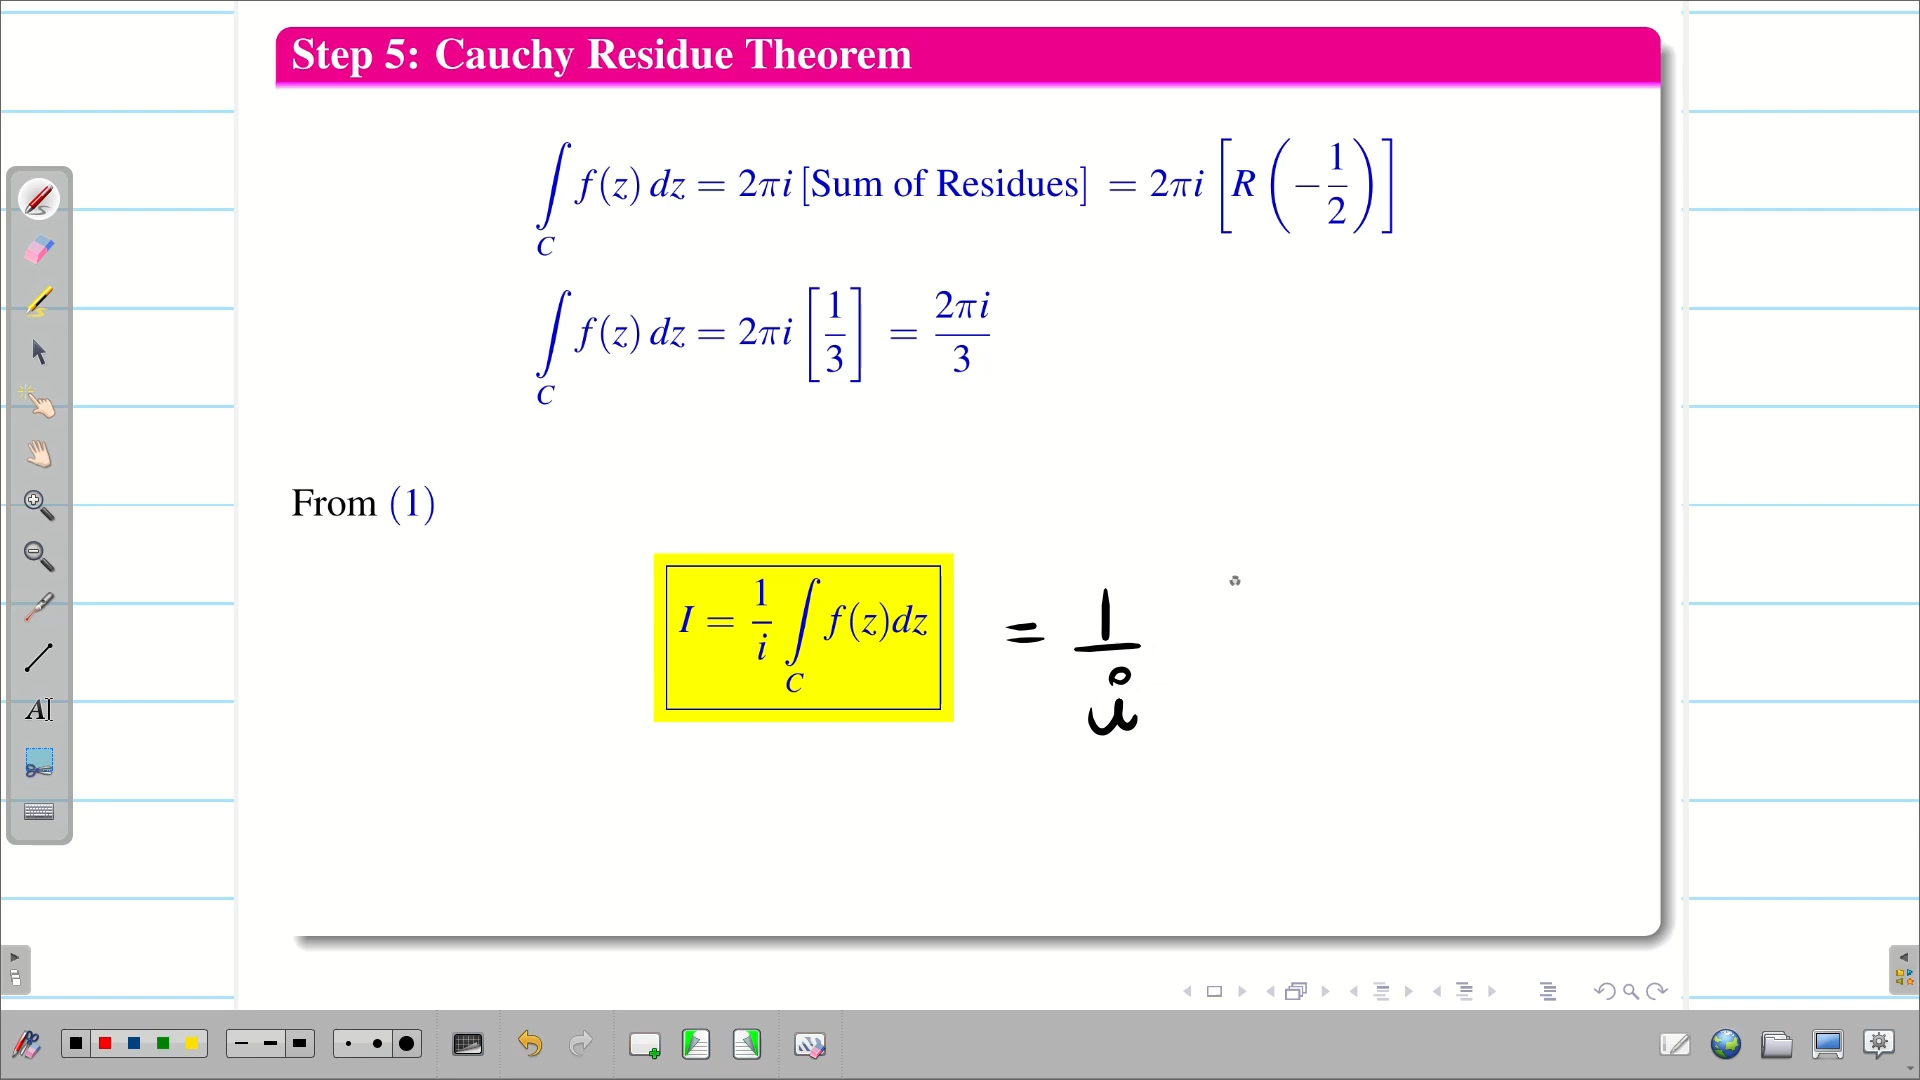 Step 5: Cauchy Residue Theorem
∫_C f(z) dz = 2πi [Sum of Residues] = 2πi [R(−1/2)]
∫_C f(z) dz = 2πi [1/3] = 2πi/3
From (1)
I = 1/i ∫_C f(z)dz = 1/i